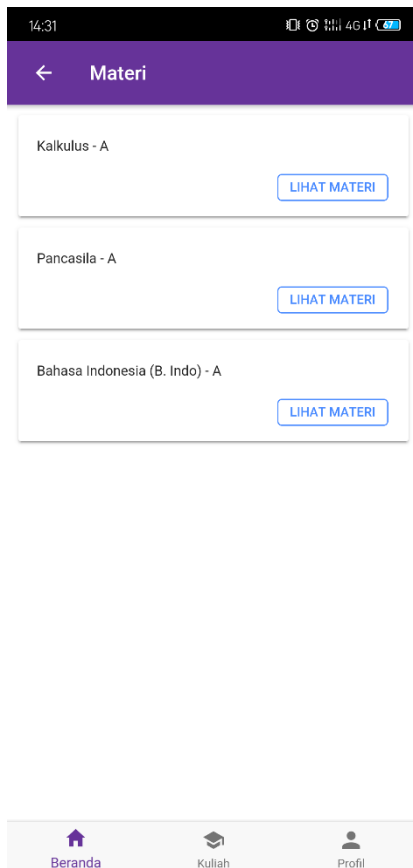 14:31 4G 67
Materi
Kalkulus - A
LIHAT MATERI
Pancasila - A
LIHAT MATERI
Bahasa Indonesia (B. Indo) - A
LIHAT MATERI
Beranda Kuliah Profil